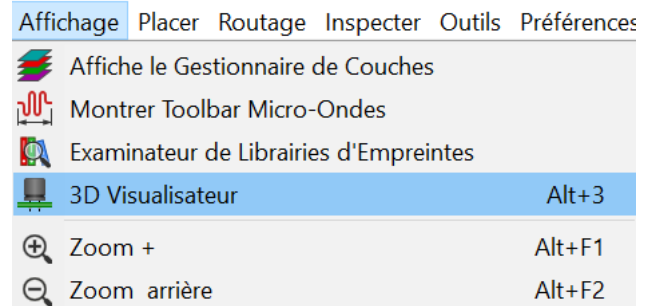 Affichage Placer Routage Inspecter Outils Préférences
Affiche le Gestionnaire de Couches
Montrer Toolbar Micro-Ondes
Examinateur de Librairies d'Empreintes
3D Visualisateur Alt+3
Zoom + Alt+F1
Zoom arrière Alt+F2